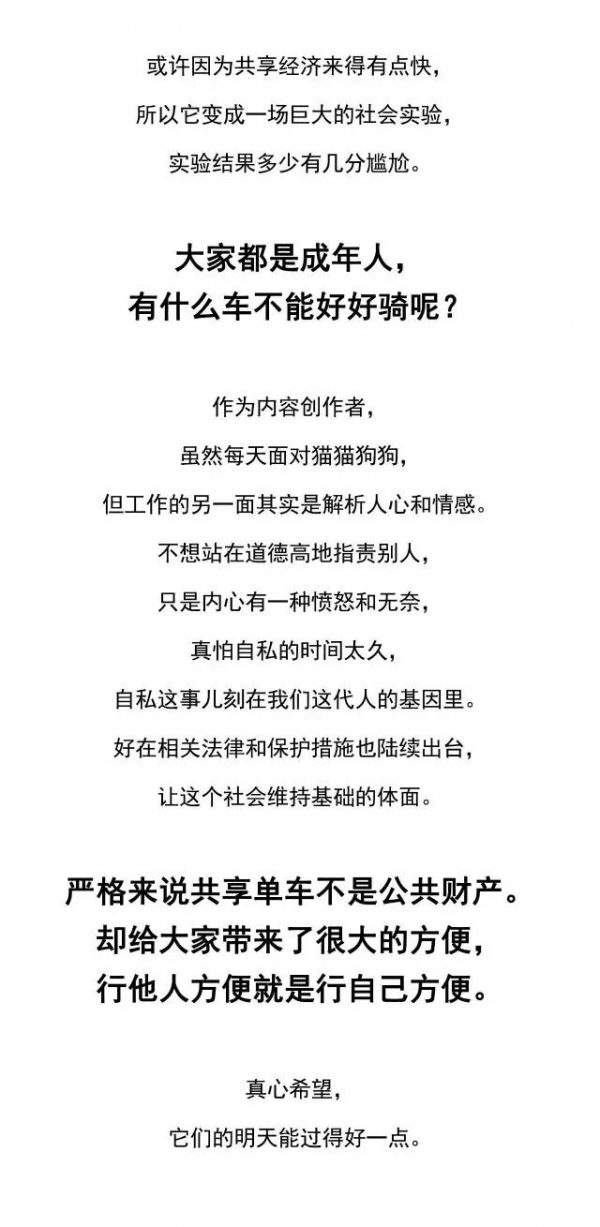 或许因为共享经济来得有点快，
所以它变成一场巨大的社会实验，
实验结果多少有几分尴尬。
大家都是成年人，
有什么车不能好好骑呢？
作为内容创作者，
虽然每天面对猫猫狗狗，
但工作的另一面其实是解析人心和情感。
不想站在道德高地指责别人，
只是内心有一种愤怒和无奈，
真怕自私的时间太久，
自私这事儿刻在我们这代人的基因里。
好在相关法律和保护措施也陆续出台，
让这个社会维持基础的体面。
严格来说共享单车不是公共财产。
却给大家带来了很大的方便，
行他人方便就是行自己方便。
真心希望，
它们的明天能过得好一点。